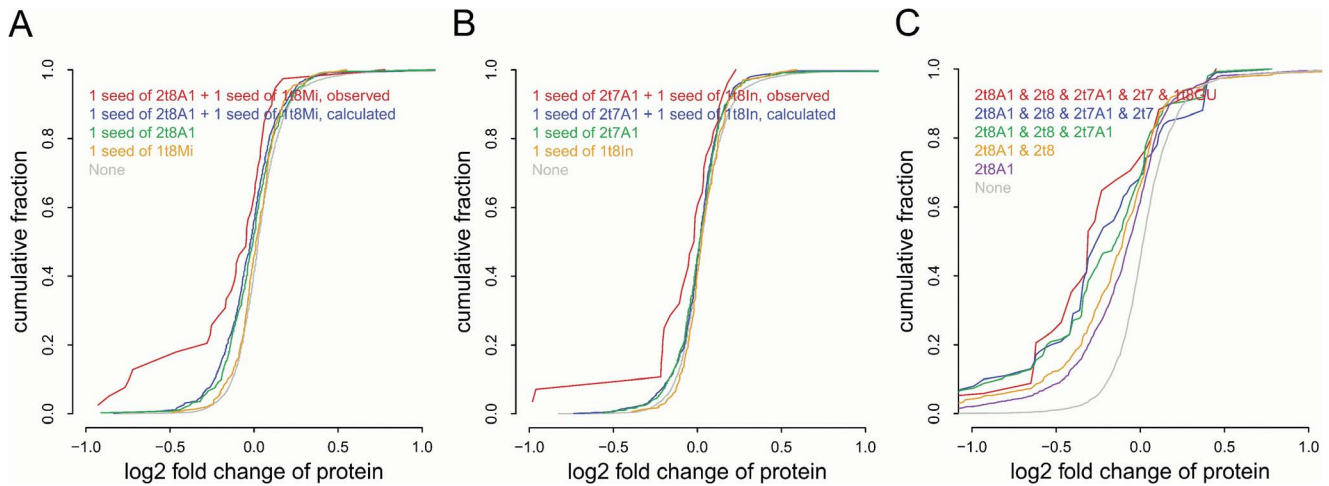 A
cumulative fraction
1.0
0.8
0.6
0.4
0.2
0.0
1 seed of 2t8A1 + 1 seed of 1t8Mi, observed
1 seed of 2t8A1 + 1 seed of 1t8Mi, calculated
1 seed of 2t8A1
1 seed of 1t8Mi
None
-1.0 -0.5 0.0 0.5 1.0
log2 fold change of protein
B
cumulative fraction
1.0
0.8
0.6
0.4
0.2
0.0
1 seed of 2t7A1 + 1 seed of 1t8In, observed
1 seed of 2t7A1 + 1 seed of 1t8In, calculated
1 seed of 2t7A1
1 seed of 1t8In
None
-1.0 -0.5 0.0 0.5 1.0
log2 fold change of protein
C
cumulative fraction
1.0
0.8
0.6
0.4
0.2
0.0
2t8A1 & 2t8 & 2t7A1 & 2t7 & 1t8GU
2t8A1 & 2t8 & 2t7A1 & 2t7
2t8A1 & 2t8 & 2t7A1
2t8A1 & 2t8
2t8A1
None
-1.0 -0.5 0.0 0.5 1.0
log2 fold change of protein